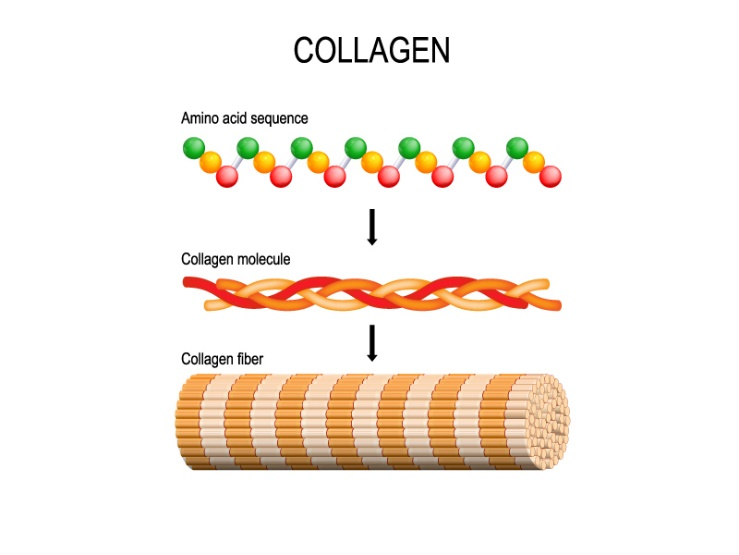 COLLAGEN
Amino acid sequence
Collagen molecule
Collagen fiber